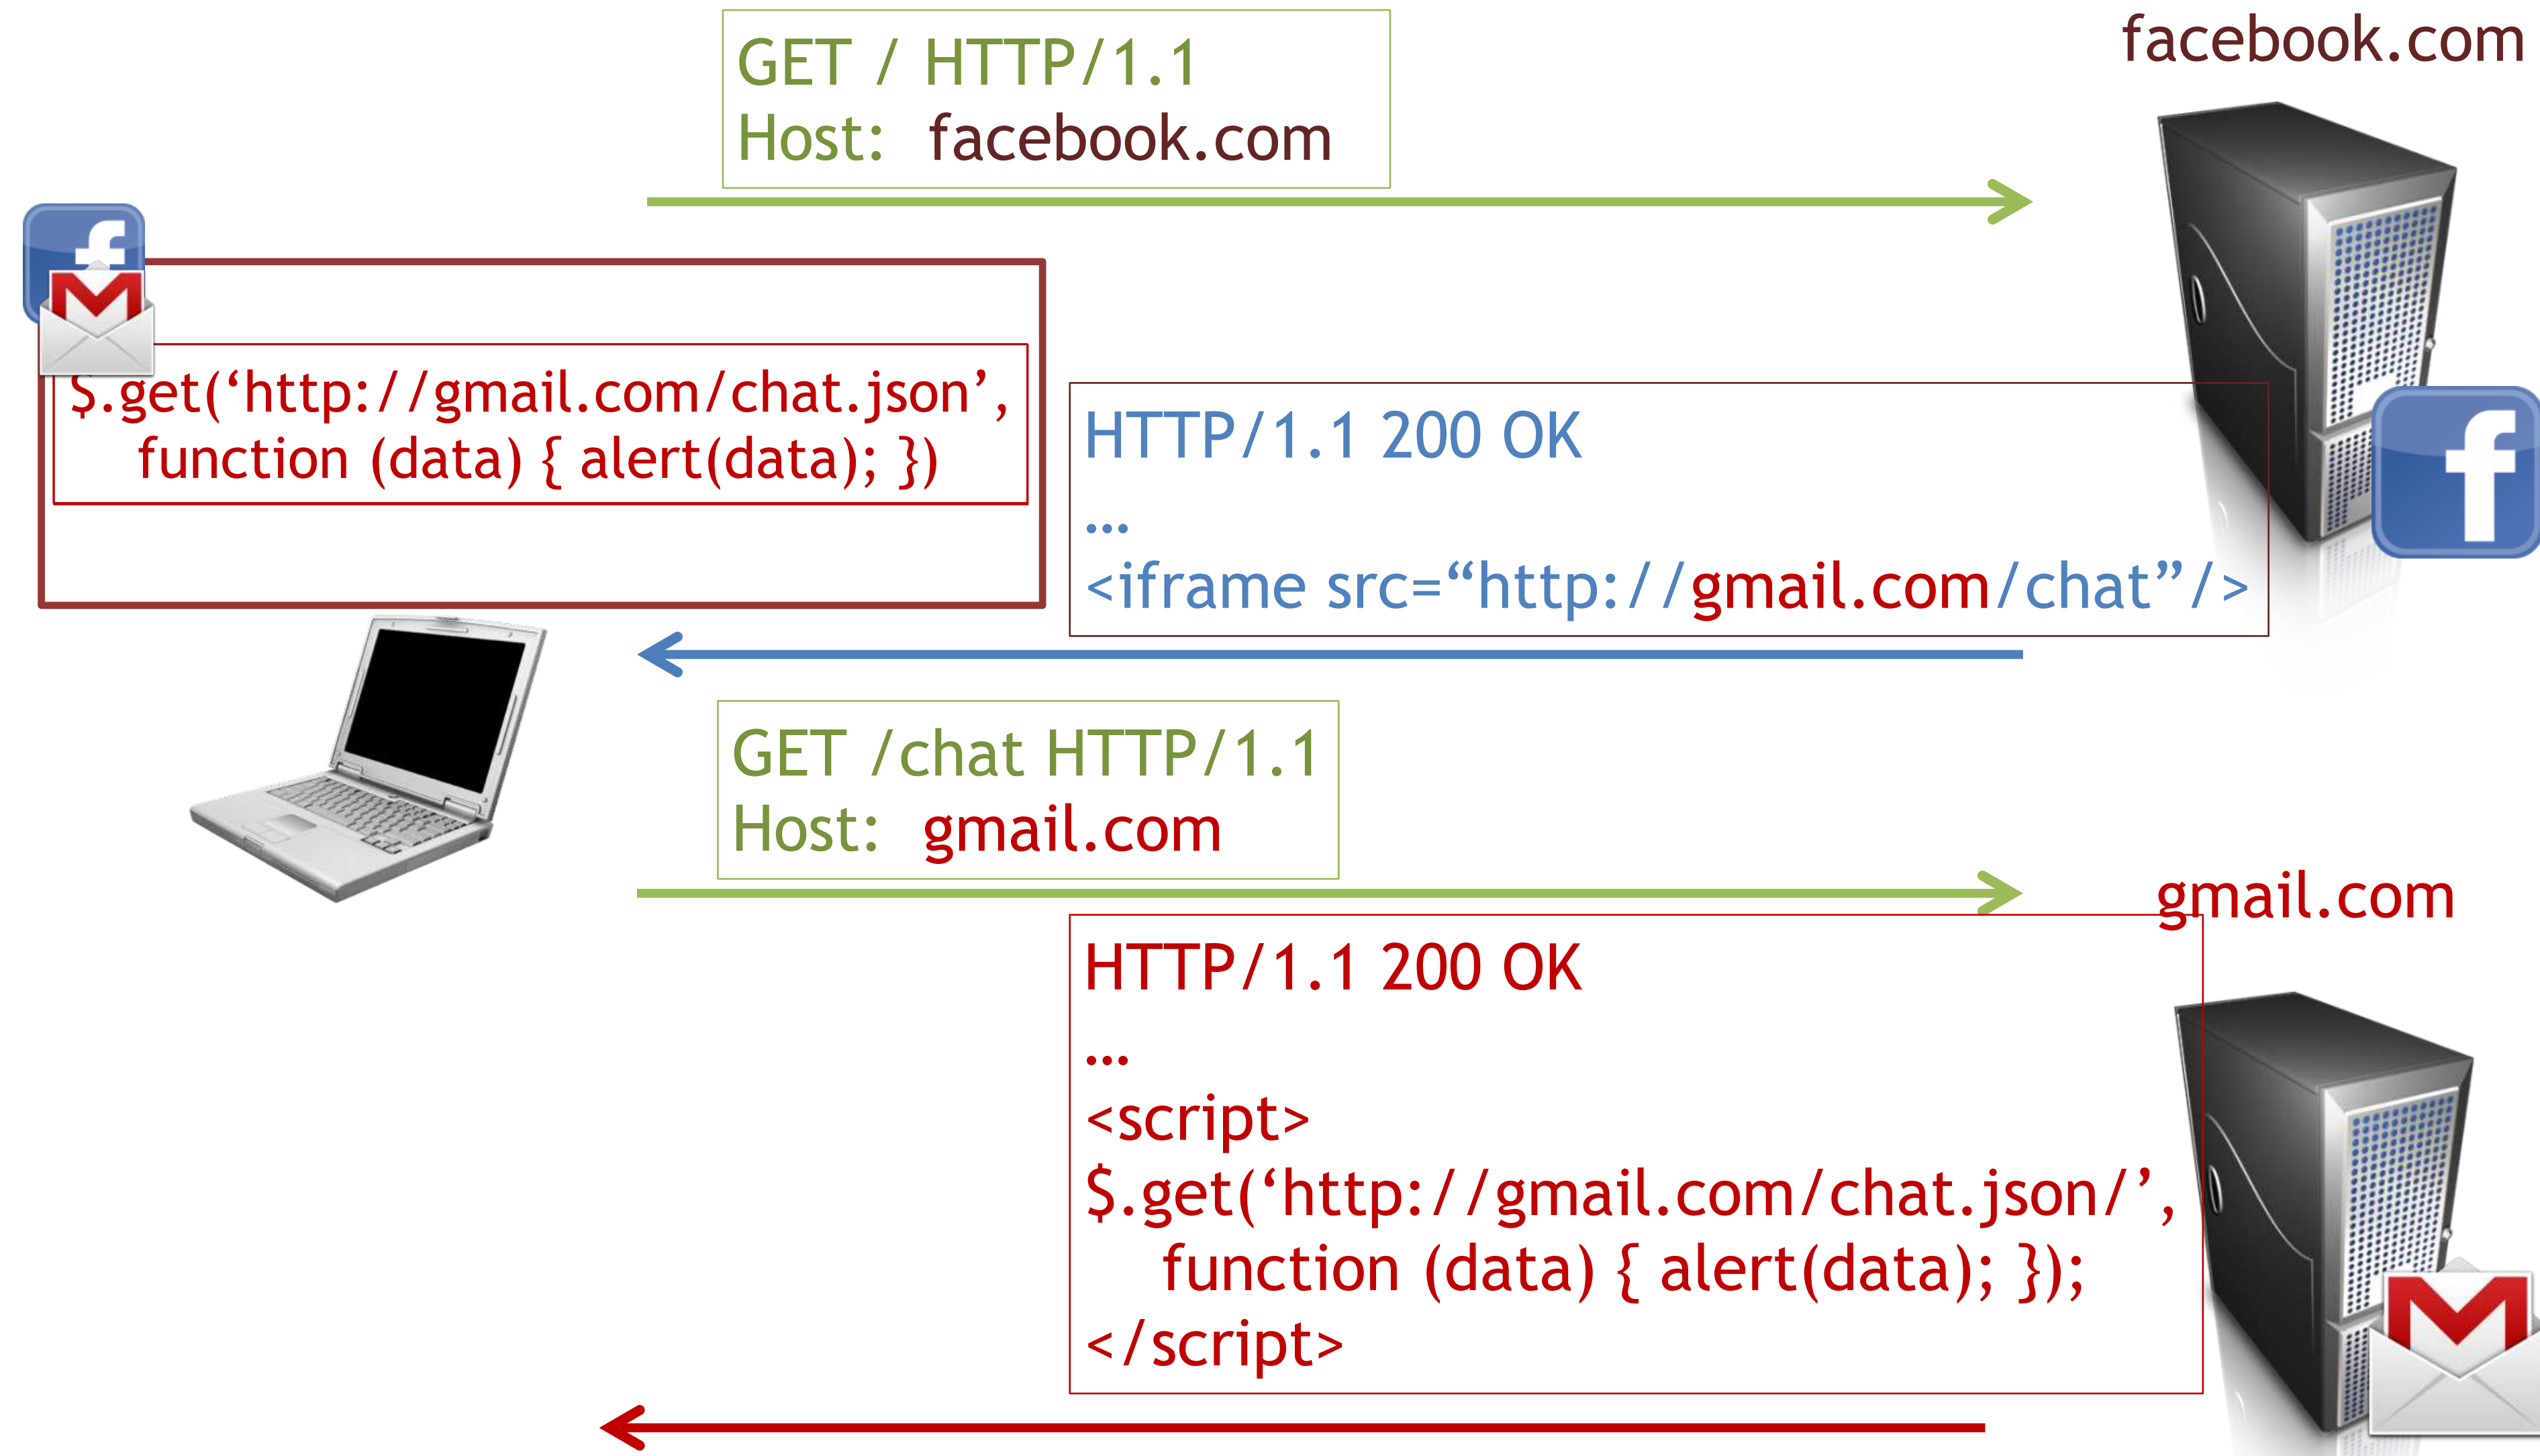 GET / HTTP/1.1
Host: facebook.com
facebook.com
$.get(‘http://gmail.com/chat.json’,
function (data) { alert(data); })
HTTP/1.1 200 OK
…
<iframe src=“http://gmail.com/chat”/>
GET /chat HTTP/1.1
Host: gmail.com
gmail.com
HTTP/1.1 200 OK
…
<script>
$.get(‘http://gmail.com/chat.json/’,
function (data) { alert(data); });
</script>